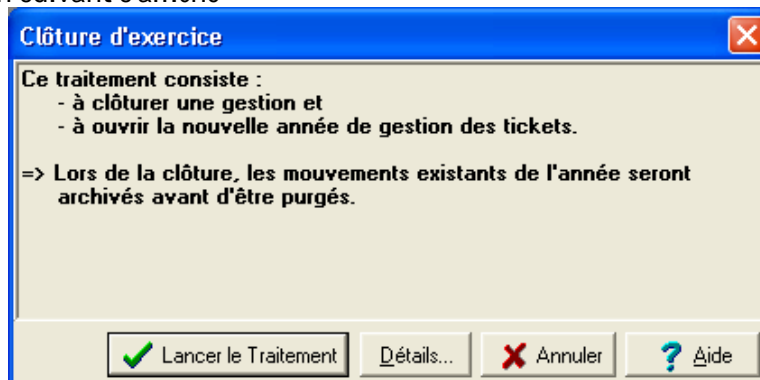 Clôture d'exercice
Ce traitement consiste :
- à clôturer une gestion et
- à ouvrir la nouvelle année de gestion des tickets.
=> Lors de la clôture, les mouvements existants de l'année seront
archivés avant d'être purgés.
Lancer le Traitement Détails... Annuler Aide